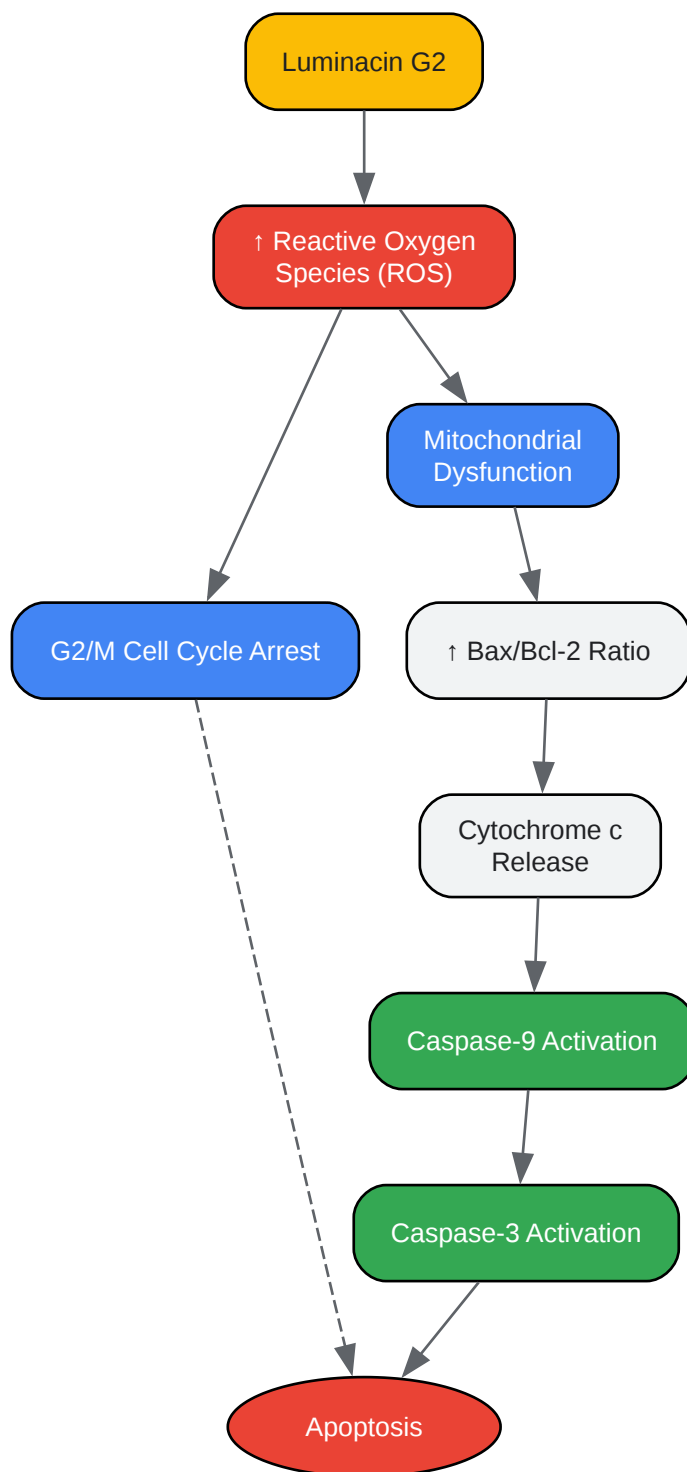 Luminacin G2
↑ Reactive Oxygen
Species (ROS)
Mitochondrial
Dysfunction
G2/M Cell Cycle Arrest
↑ Bax/Bcl-2 Ratio
Cytochrome c
Release
Caspase-9 Activation
Caspase-3 Activation
Apoptosis